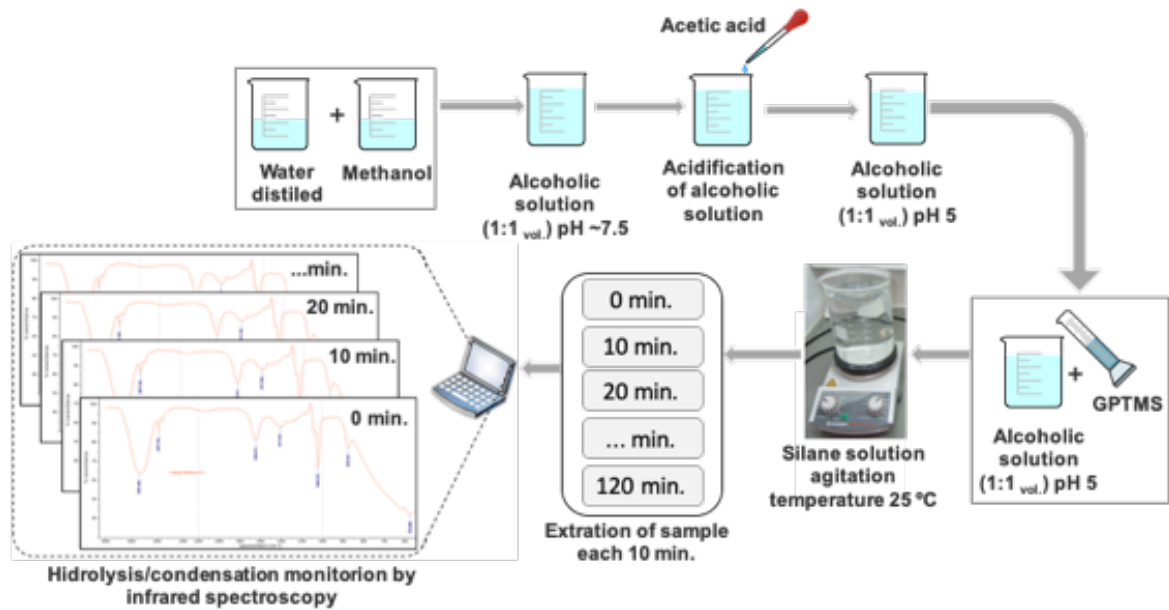 Acetic acid
+
Water
distiled
Methanol
Alcoholic
solution
(1:1 vol.) pH ~7.5
Acidification
of alcoholic
solution
Alcoholic
solution
(1:1 vol.) pH 5
+
GPTMS
Alcoholic
solution
(1:1 vol.) pH 5
Silane solution
agitation
temperature 25 ºC
0 min.
10 min.
20 min.
... min.
120 min.
Extration of sample
each 10 min.
...min.
20 min.
10 min.
0 min.
Hidrolysis/condensation monitorion by
infrared spectroscopy